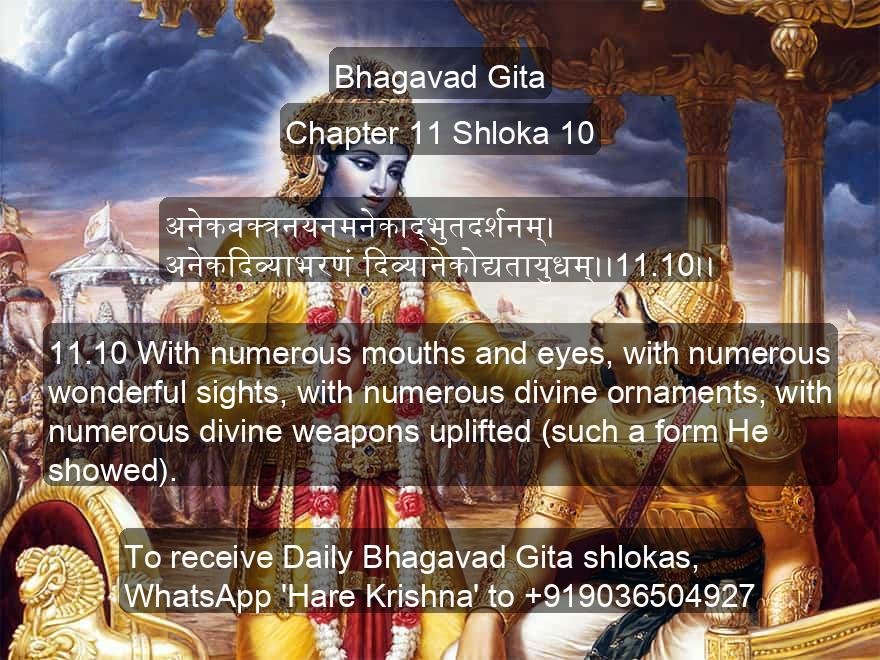 Bhagavad Gita
Chapter 11 Shloka 10
अनेकवक्त्रनयनमनेकाद्भुतदर्शनम्।
अनेकदिव्याभरणं दिव्यानेकोद्यतायुधम्।।11.10।।
11.10 With numerous mouths and eyes, with numerous
wonderful sights, with numerous divine ornaments, with
numerous divine weapons uplifted (such a form He
showed).
To receive Daily Bhagavad Gita shlokas,
WhatsApp 'Hare Krishna' to +919036504927